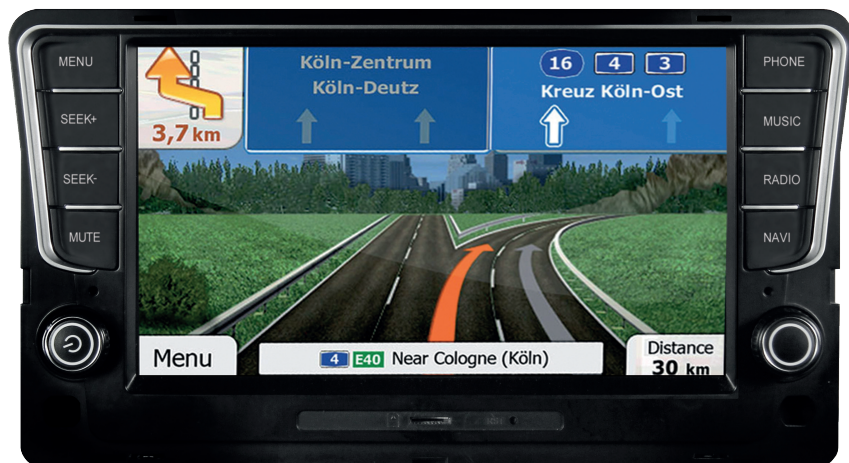 MENU
SEEK+
SEEK-
MUTE
3,7 km
Köln-Zentrum
Köln-Deutz
16 4 3
Kreuz Köln-Ost
PHONE
MUSIC
RADIO
NAVI
Menu
4 E40 Near Cologne (Köln)
Distance
30 km